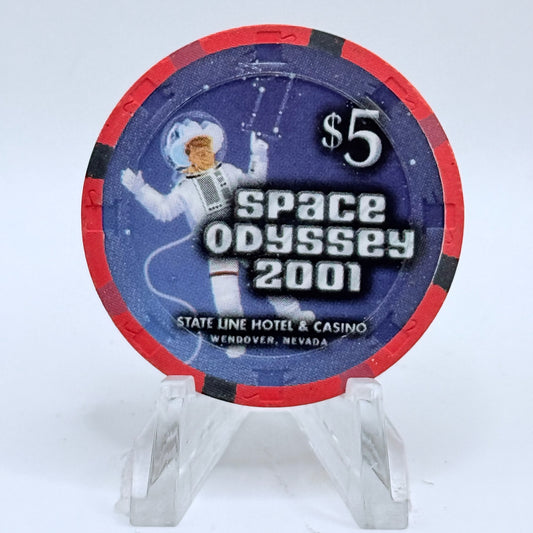 $5
SPACE
ODYSSEY
2001
STATE LINE HOTEL & CASINO
WENDOVER, NEVADA